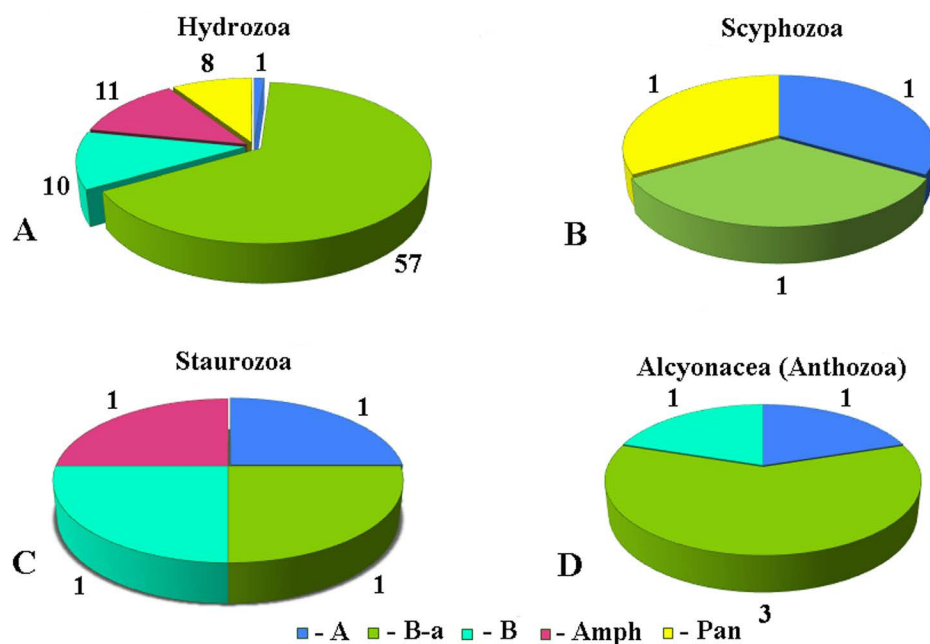 Hydrozoa
8
1
11
10
A
57
Scyphozoa
1
1
B
1
Staurozoa
1
1
C
1
1
Alcyonacea (Anthozoa)
1
1
D
3
- A - B-a - B - Amph - Pan